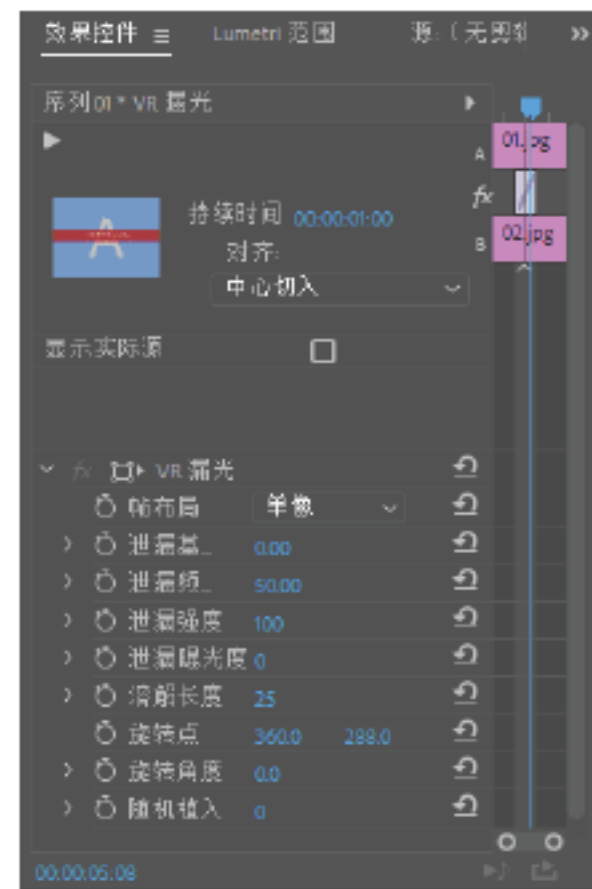 效果控件 Lumetri 范围 源:(无剪辑
序列01 * VR 漏光
A 01.jpg
持续时间 00:00:01:00 fx
对齐:
B 02.jpg
中心切入
显示实际源
fx VR 漏光
帧布局 单像
泄漏基_ 0.00
泄漏频_ 50.00
泄漏强度 100
泄漏曝光度 0
溶解长度 25
旋转点 360.0 288.0
旋转角度 0.0
随机植入 0
00:00:05:08